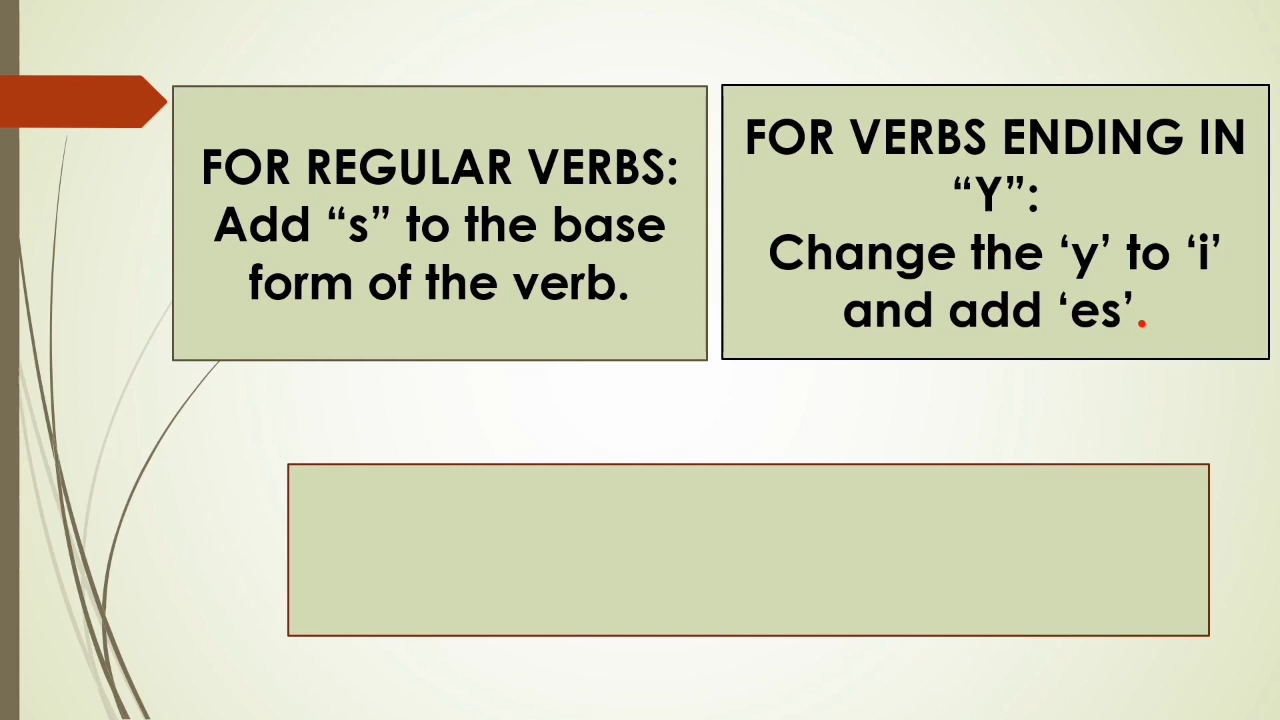 FOR REGULAR VERBS:
Add “s” to the base
form of the verb.
FOR VERBS ENDING IN
“Y”:
Change the ‘y’ to ‘i’
and add ‘es’.